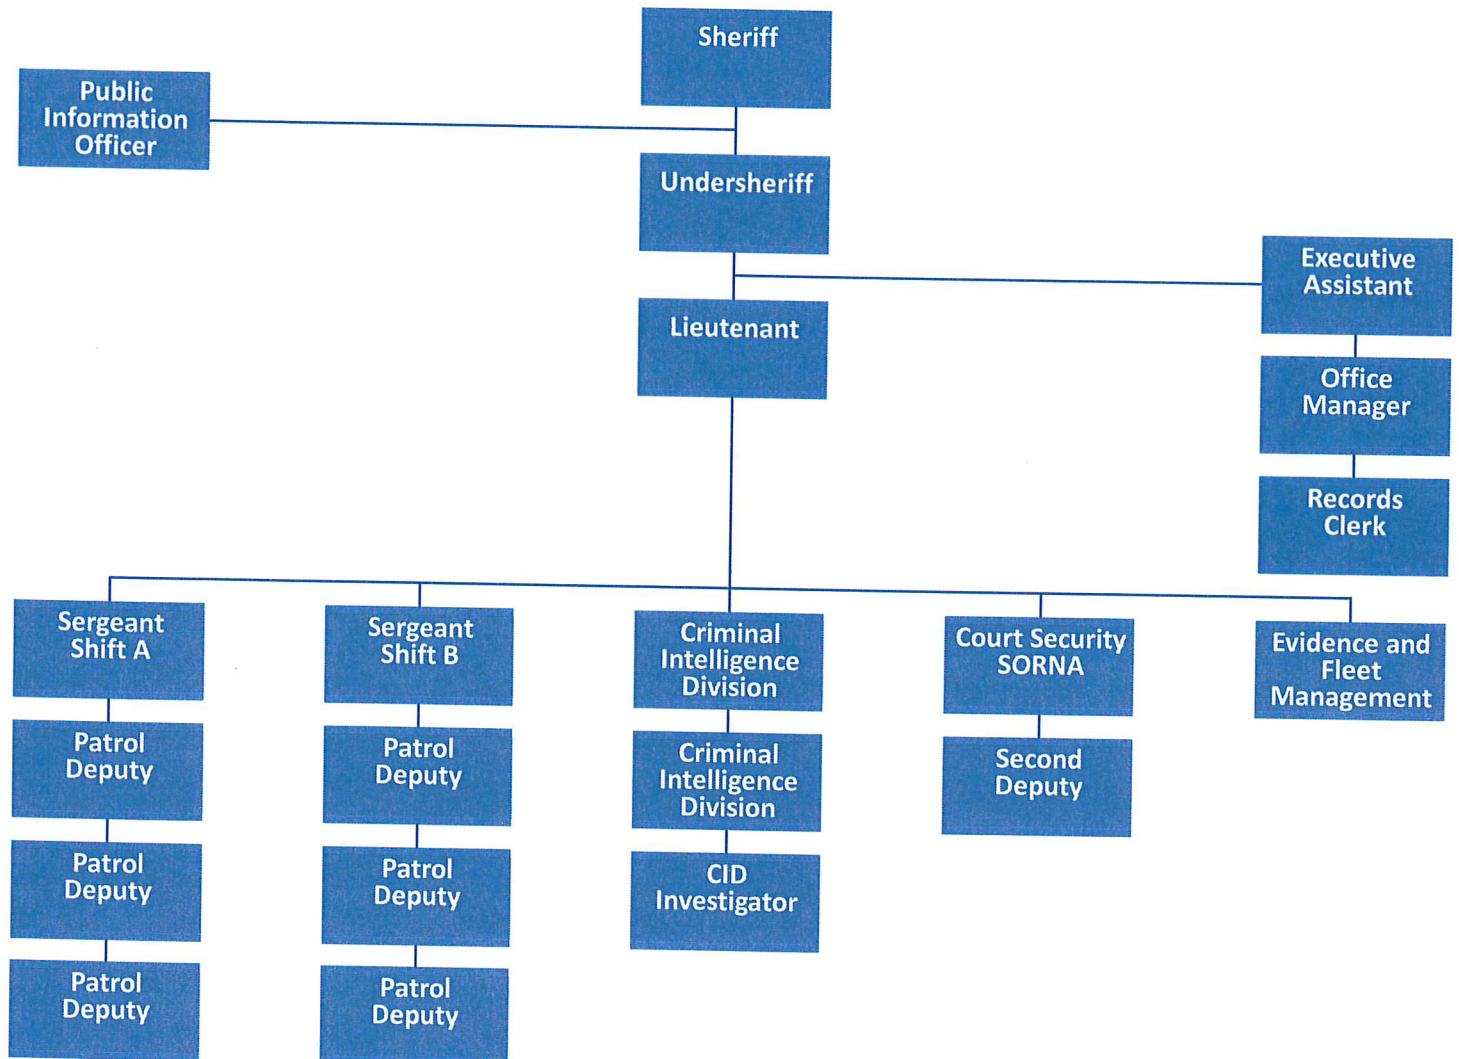 Sheriff
Public
Information
Officer
Undersheriff
Executive
Assistant
Lieutenant
Office
Manager
Records
Clerk
Sergeant
Shift A
Sergeant
Shift B
Criminal
Intelligence
Division
Court Security
SORNA
Evidence and
Fleet
Management
Patrol
Deputy
Patrol
Deputy
Criminal
Intelligence
Division
Second
Deputy
Patrol
Deputy
Patrol
Deputy
CID
Investigator
Patrol
Deputy
Patrol
Deputy